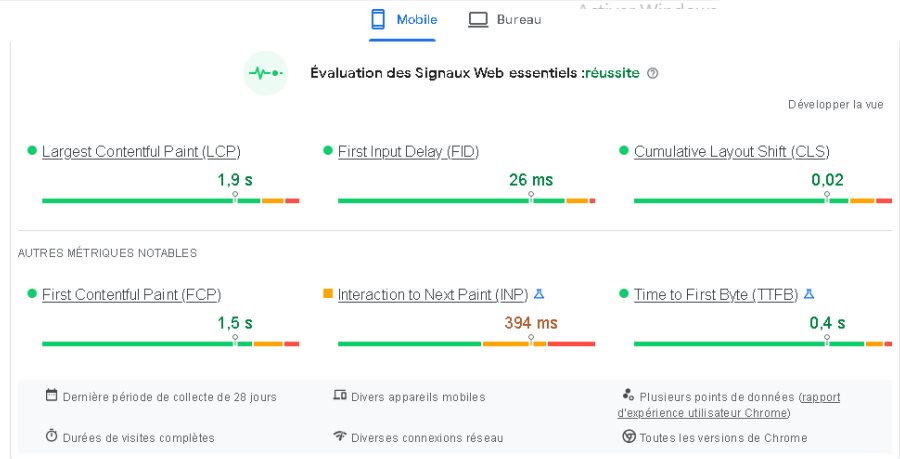 Activer Windows
Mobile
Bureau
Évaluation des Signaux Web essentiels :réussite
Développer la vue
Largest Contentful Paint (LCP)
1,9 s
First Input Delay (FID)
26 ms
Cumulative Layout Shift (CLS)
0,02
AUTRES MÉTRIQUES NOTABLES
First Contentful Paint (FCP)
1,5 s
Interaction to Next Paint (INP)
394 ms
Time to First Byte (TTFB)
0,4 s
Dernière période de collecte de 28 jours
Divers appareils mobiles
Plusieurs points de données (rapport
d'expérience utilisateur Chrome)
Durées de visites complètes
Diverses connexions réseau
Toutes les versions de Chrome